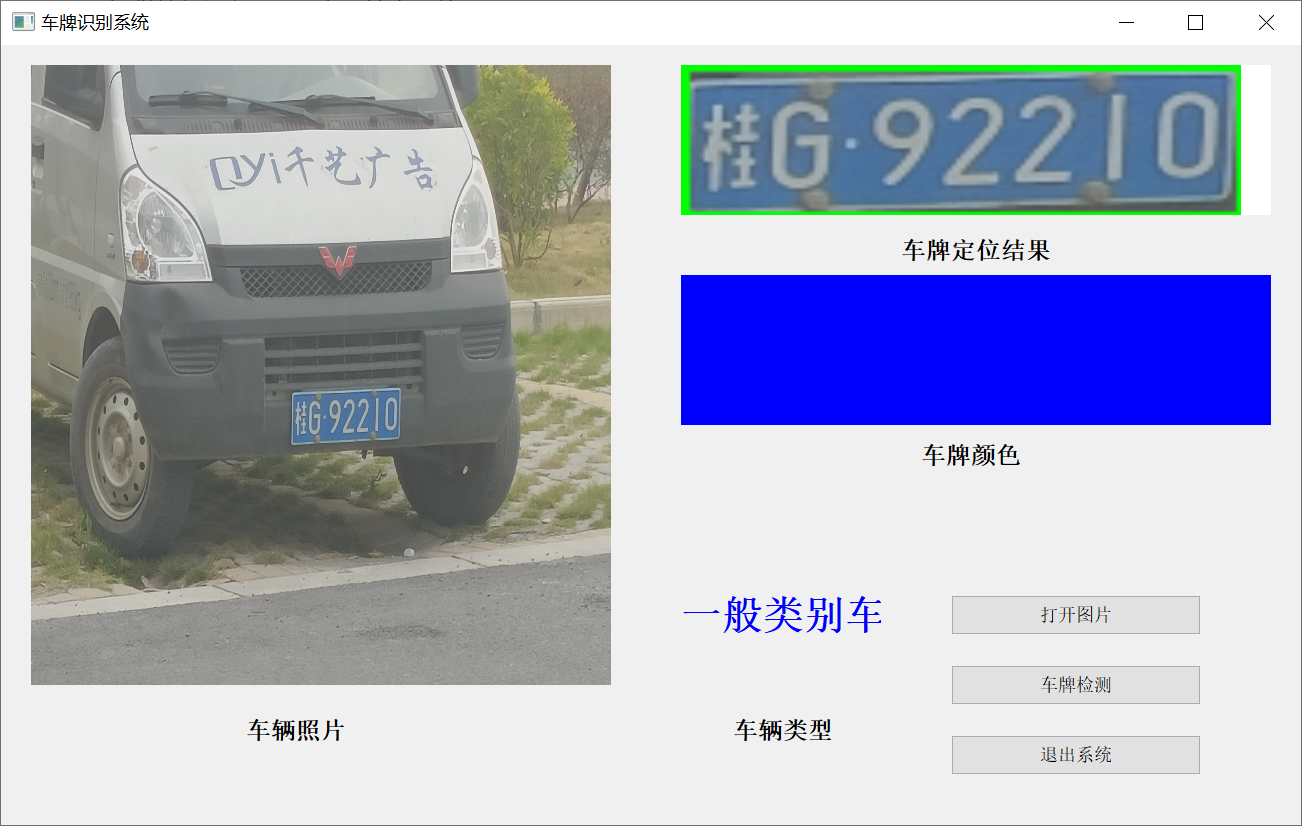 车牌识别系统
QYi千艺广告
桂G·92210
车辆照片
桂G·92210
车牌定位结果
车牌颜色
一般类别车
车辆类型
打开图片
车牌检测
退出系统